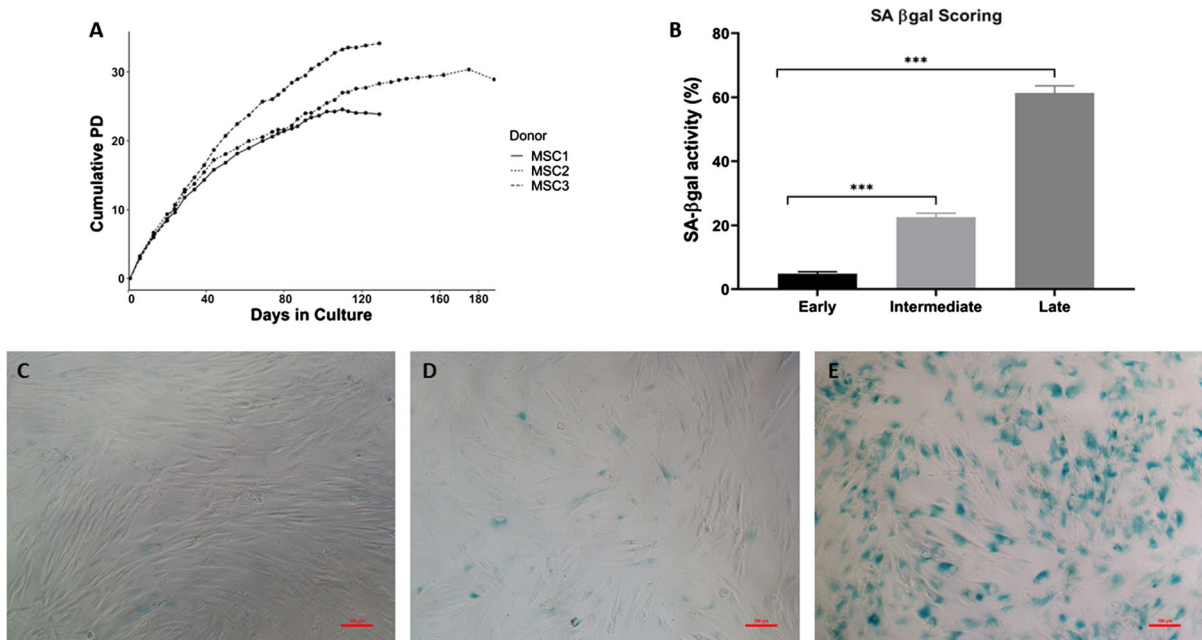 A
Cumulative PD
30
20
10
0
0
40
80
120
160
180
Days in Culture
Donor
MSC1
MSC2
MSC3
B
SA βgal Scoring
SA-βgal activity (%)
80
60
40
20
0
***
***
Early
Intermediate
Late
C
D
E